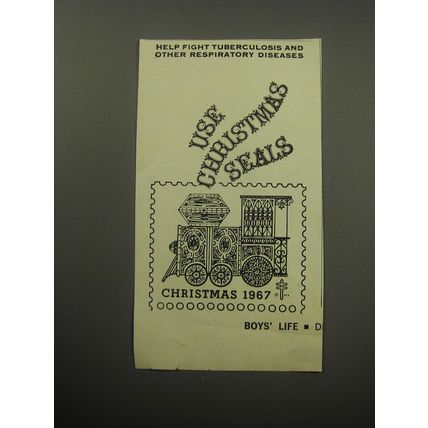 HELP FIGHT TUBERCULOSIS AND
OTHER RESPIRATORY DISEASES
USE
CHRISTMAS
SEALS
CHRISTMAS 1967
BOYS' LIFE ■ D